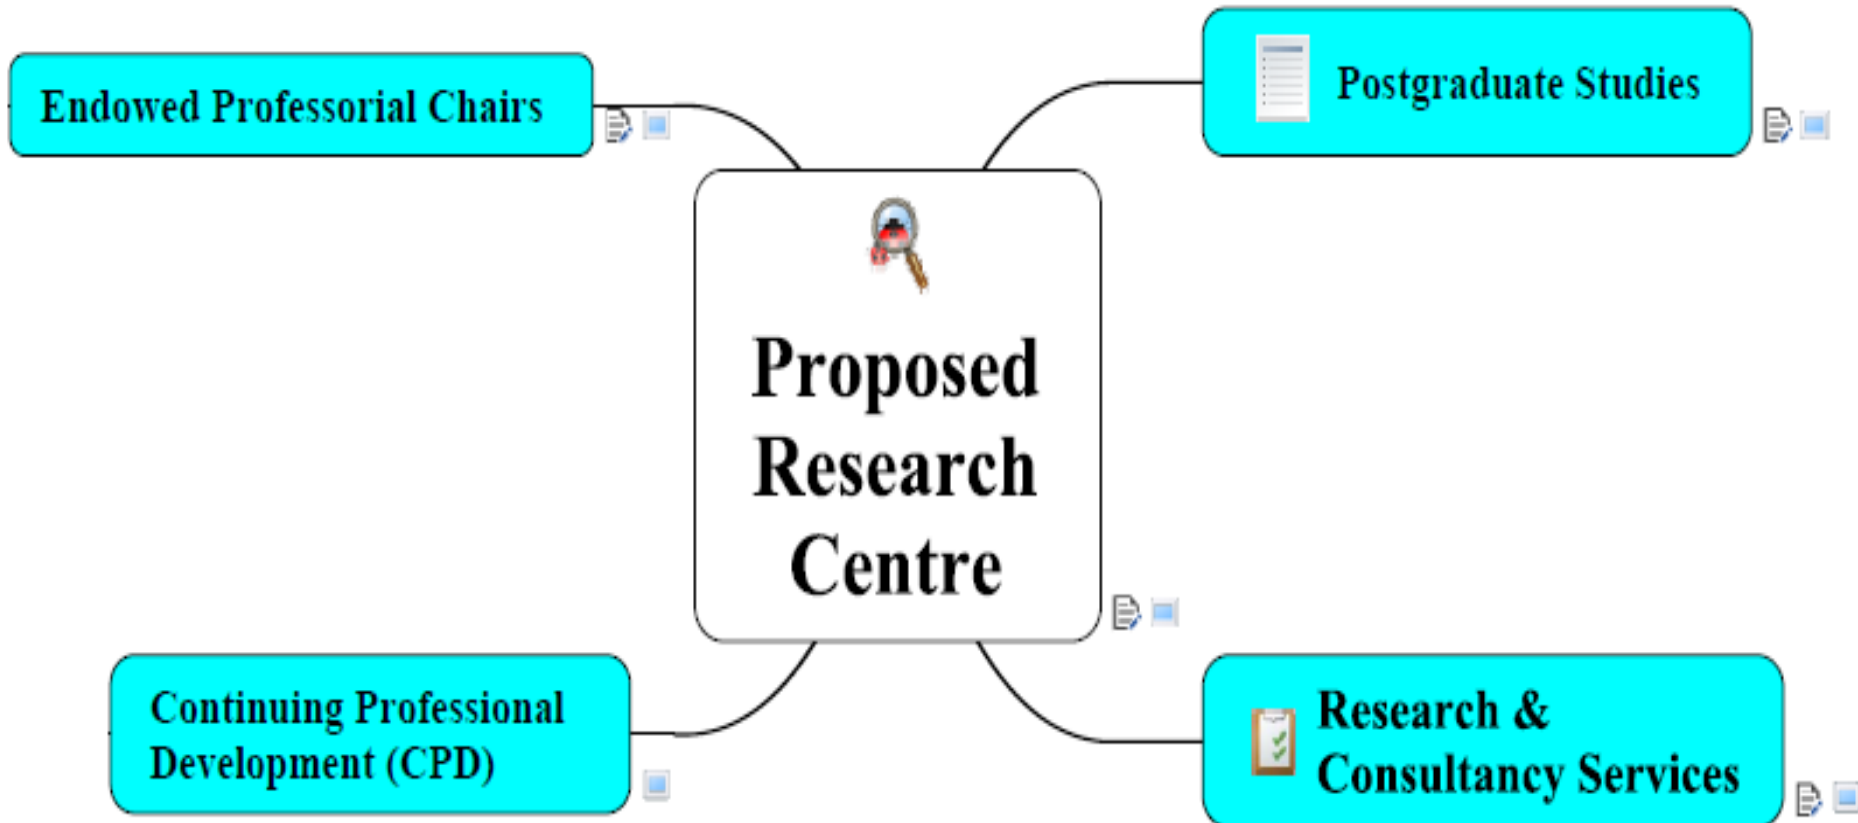 Endowed Professorial Chairs
Postgraduate Studies
Proposed
Research
Centre
Continuing Professional
Development (CPD)
Research &
Consultancy Services